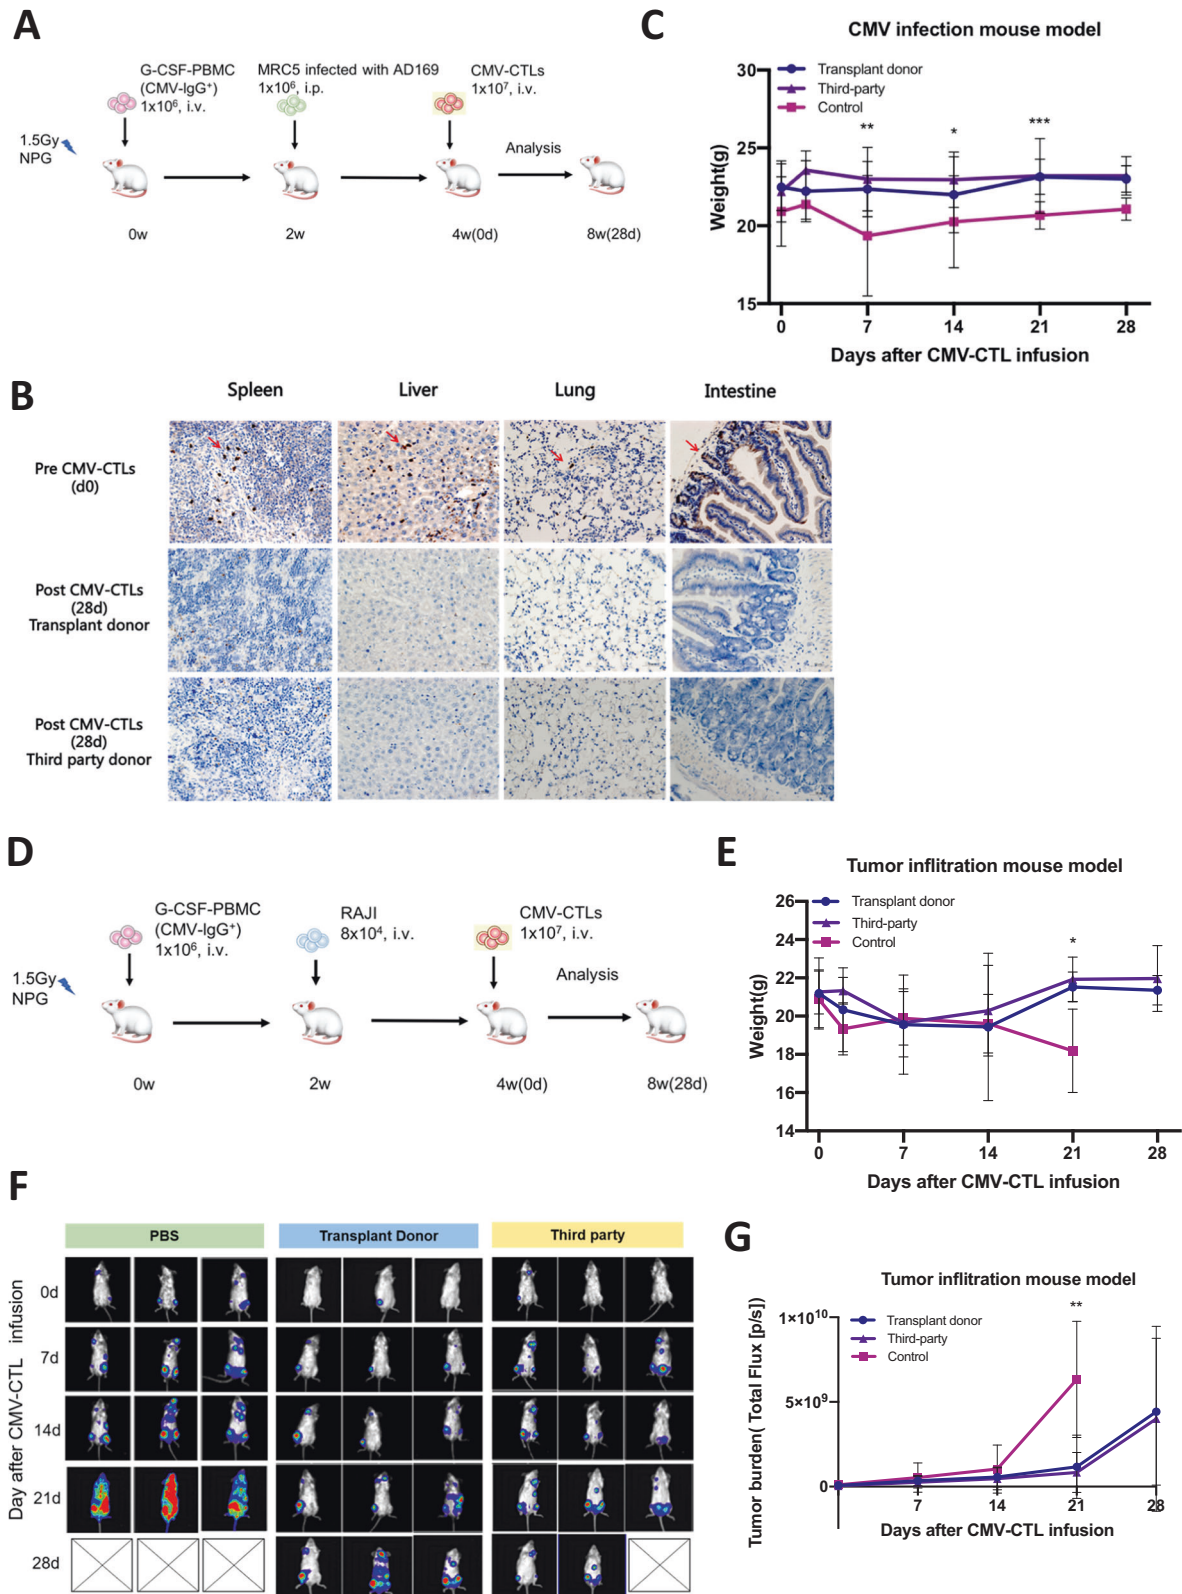 A
G-CSF-PBMC
(CMV-IgG⁺)
1x10⁶, i.v.
MRC5 infected with AD169
1x10⁶, i.p.
CMV-CTLs
1x10⁷, i.v.
1.5Gy
NPG
Analysis
0w
2w
4w(0d)
8w(28d)
C
CMV infection mouse model
Transplant donor
Third-party
Control
30
25
20
15
Weight(g)
**
*
***
0
7
14
21
28
Days after CMV-CTL infusion
B
Spleen
Liver
Lung
Intestine
Pre CMV-CTLs
(d0)
Post CMV-CTLs
(28d)
Transplant donor
Post CMV-CTLs
(28d)
Third party donor
D
G-CSF-PBMC
(CMV-IgG⁺)
1x10⁶, i.v.
RAJI
8x10⁴, i.v.
CMV-CTLs
1x10⁷, i.v.
1.5Gy
NPG
Analysis
0w
2w
4w(0d)
8w(28d)
E
Tumor inflitration mouse model
Transplant donor
Third-party
Control
26
24
22
20
18
16
14
Weight(g)
*
0
7
14
21
28
Days after CMV-CTL infusion
F
PBS
Transplant Donor
Third party
Day after CMV-CTL infusion
0d
7d
14d
21d
28d
G
Tumor inflitration mouse model
Transplant donor
Third-party
Control
1×10¹⁰
5×10⁹
0
Tumor burden( Total Flux [p/s])
**
7
14
21
28
Days after CMV-CTL infusion